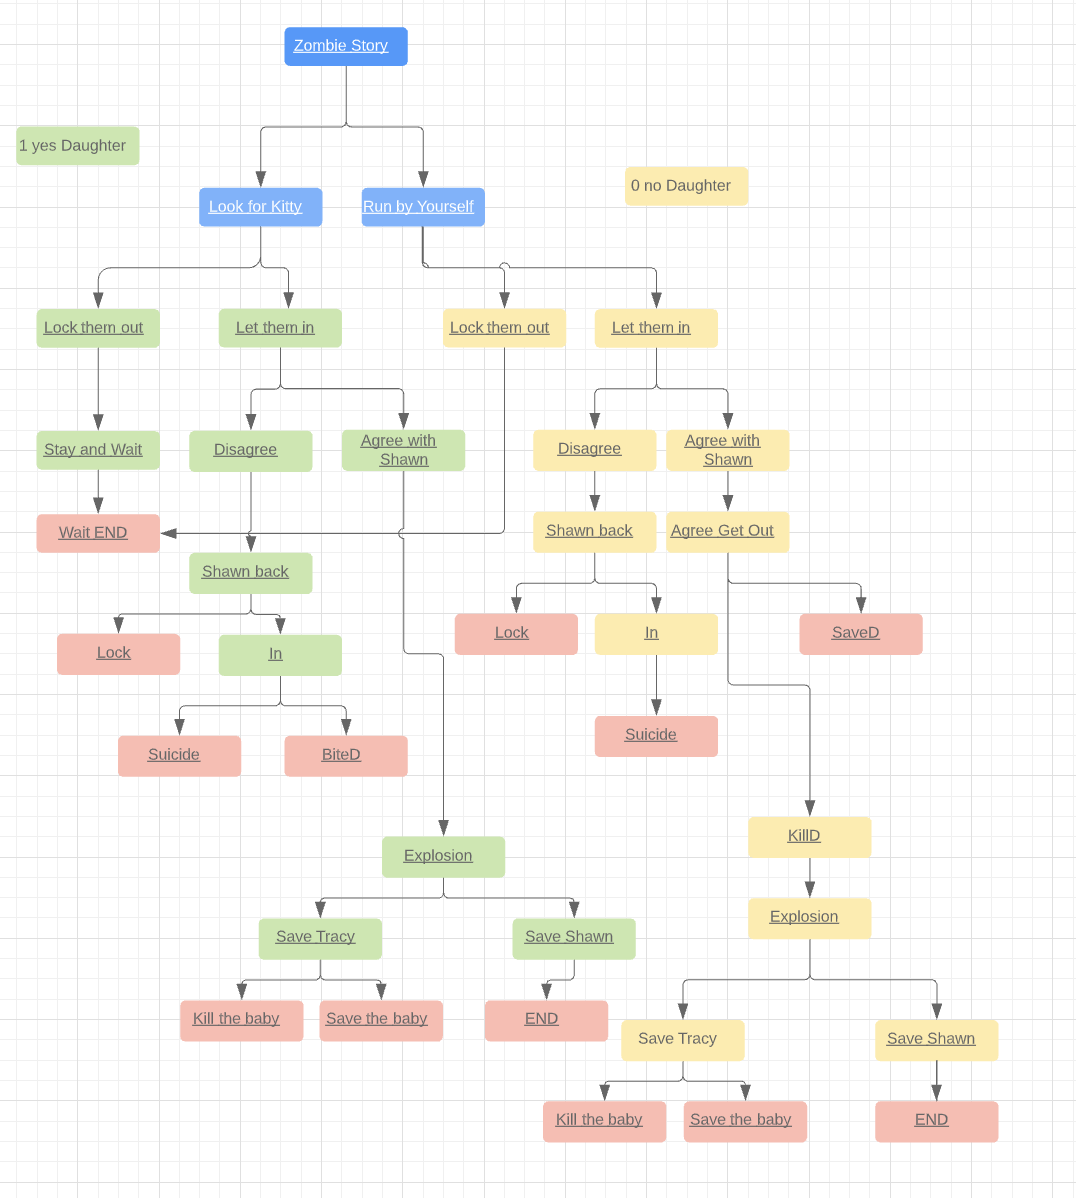 Zombie Story
1 yes Daughter
0 no Daughter
Look for Kitty
Run by Yourself
Lock them out
Let them in
Lock them out
Let them in
Stay and Wait
Disagree
Agree with
Shawn
Disagree
Agree with
Shawn
Wait END
Shawn back
Agree Get Out
Shawn back
Lock
In
Lock
In
SaveD
Suicide
BiteD
Suicide
KillD
Explosion
Explosion
Save Tracy
Save Shawn
Kill the baby
Save the baby
END
Save Tracy
Save Shawn
Kill the baby
Save the baby
END